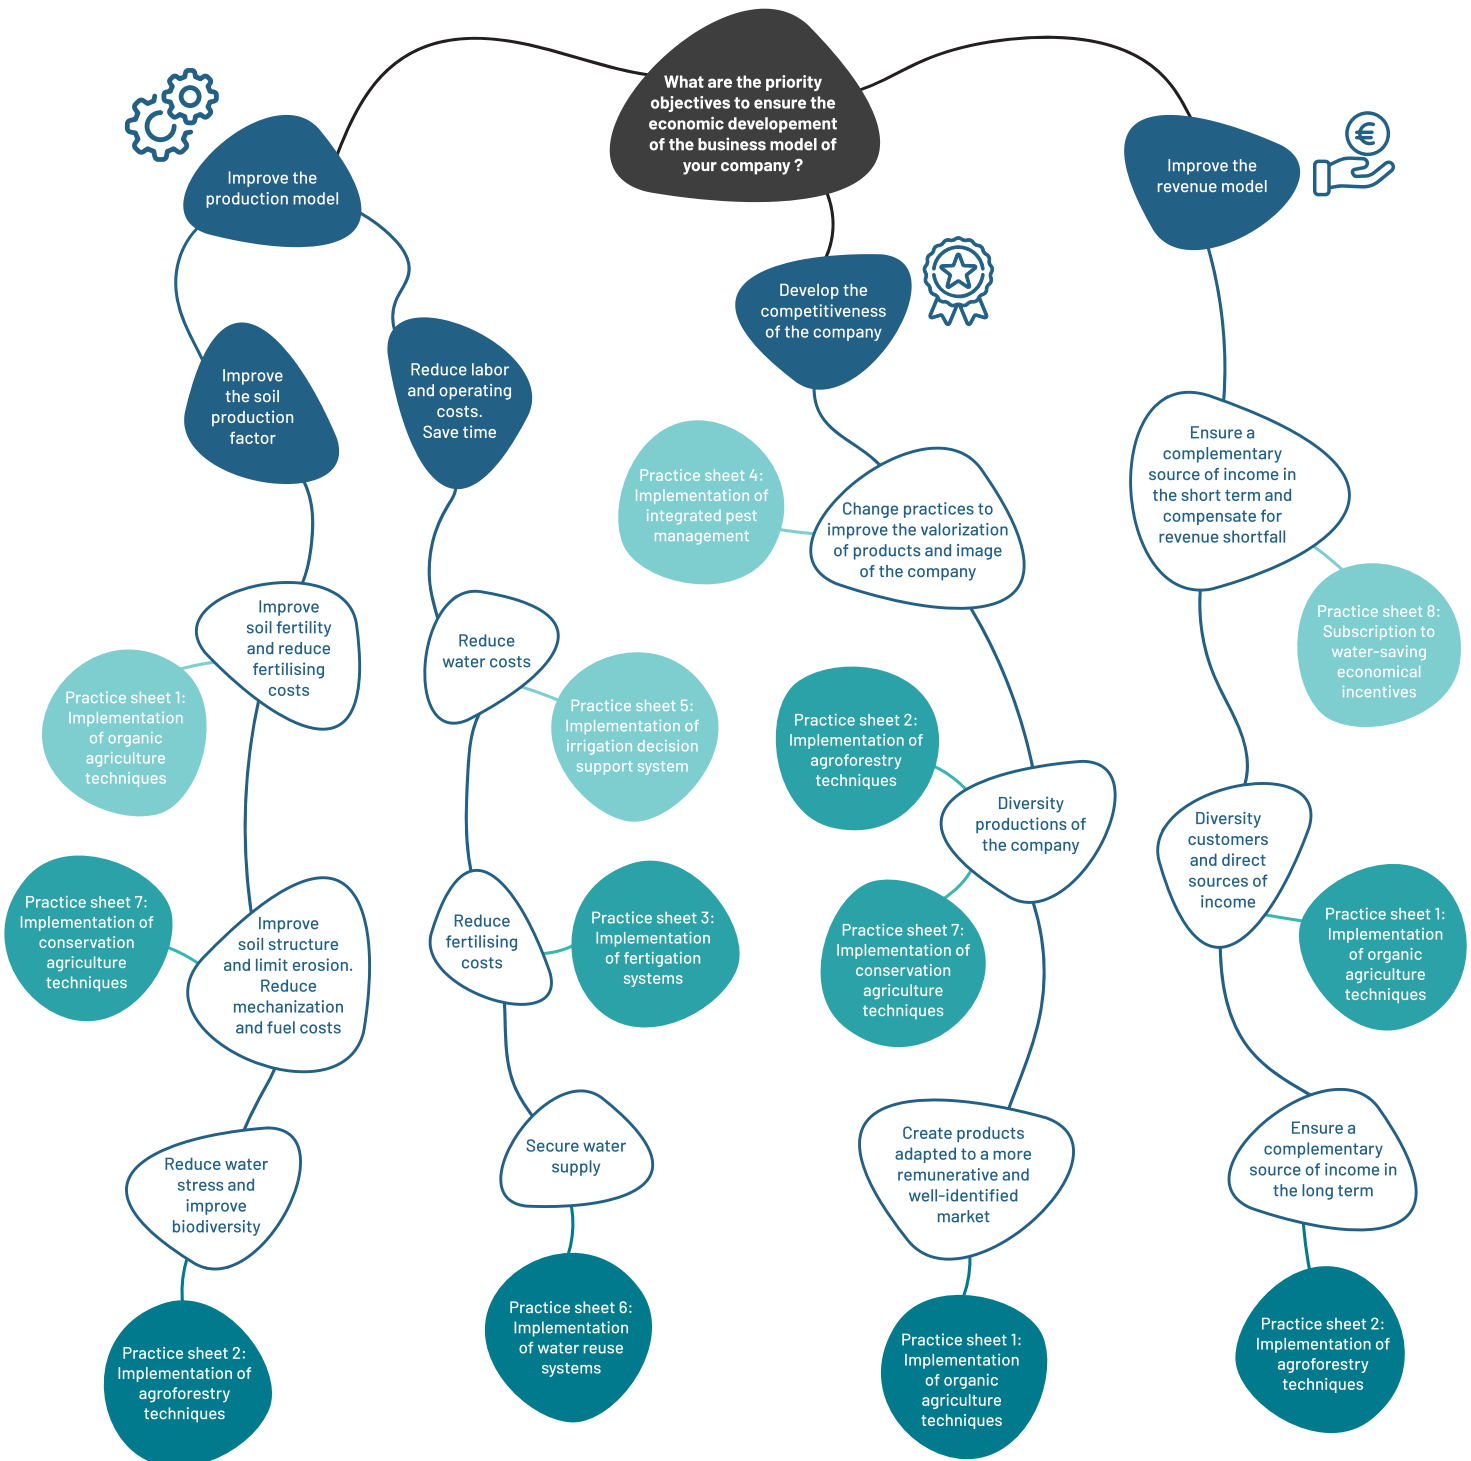 What are the priority
objectives to ensure the
economic developement
of the business model of
your company ?
Improve the
production model
Improve
the soil
production
factor
Improve
soil fertility
and reduce
fertilising
costs
Practice sheet 1:
Implementation
of organic
agriculture
techniques
Improve
soil structure
and limit erosion.
Reduce
mechanization
and fuel costs
Practice sheet 7:
Implementation of
conservation
agriculture
techniques
Reduce water
stress and
improve
biodiversity
Practice sheet 2:
Implementation of
agroforestry
techniques
Reduce labor
and operating
costs.
Save time
Reduce
water costs
Practice sheet 5:
Implementation of
irrigation decision
support system
Reduce
fertilising
costs
Practice sheet 3:
Implementation
of fertigation
systems
Secure water
supply
Practice sheet 6:
Implementation
of water reuse
systems
Develop the
competitiveness
of the company
Change practices to
improve the valorization
of products and image
of the company
Practice sheet 4:
Implementation of
integrated pest
management
Diversity
productions of
the company
Practice sheet 2:
Implementation of
agroforestry
techniques
Practice sheet 7:
Implementation of
conservation
agriculture
techniques
Create products
adapted to a more
remunerative and
well-identified
market
Practice sheet 1:
Implementation
of organic
agriculture
techniques
Improve the
revenue model
€
Ensure a
complementary
source of income in
the short term and
compensate for
revenue shortfall
Practice sheet 8:
Subscription to
water-saving
economical
incentives
Diversity
customers
and direct
sources of
income
Practice sheet 1:
Implementation
of organic
agriculture
techniques
Ensure a
complementary
source of income in
the long term
Practice sheet 2:
Implementation of
agroforestry
techniques